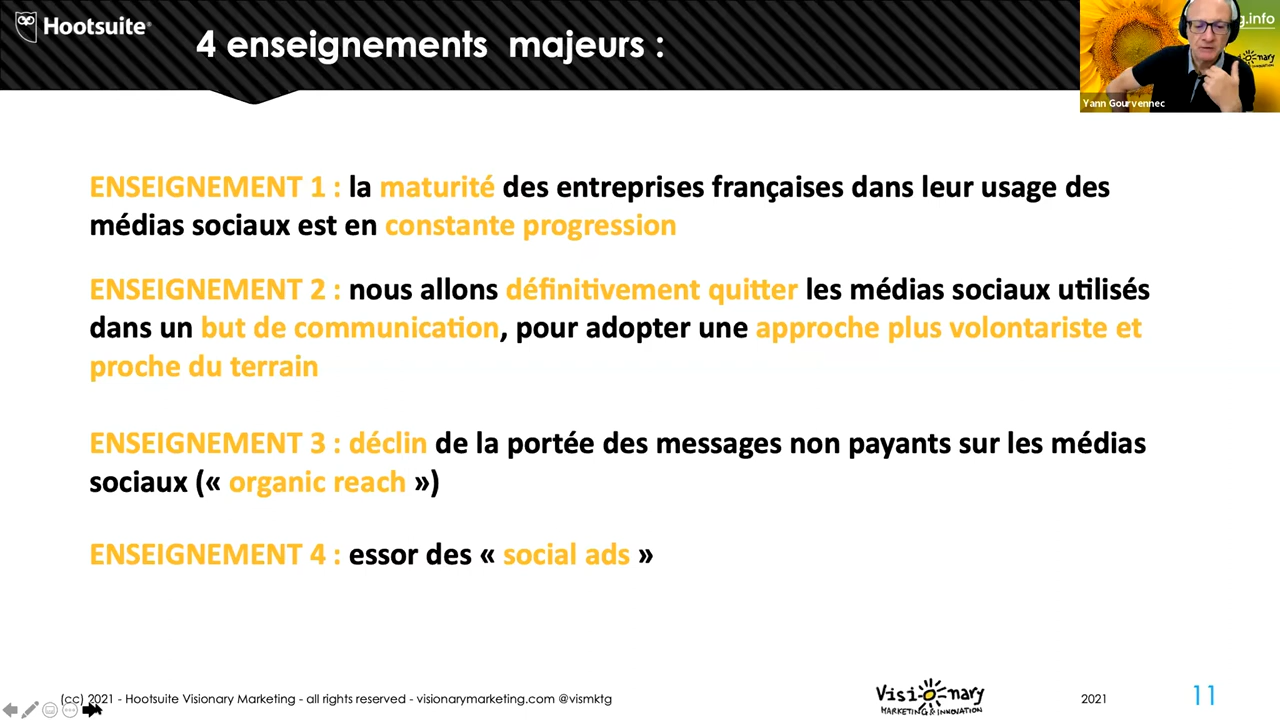 Hootsuite®
4 enseignements majeurs :
g.info
nary
Yann Gourvennec
ENSEIGNEMENT 1 : la maturité des entreprises françaises dans leur usage des
médias sociaux est en constante progression
ENSEIGNEMENT 2 : nous allons définitivement quitter les médias sociaux utilisés
dans un but de communication, pour adopter une approche plus volontariste et
proche du terrain
ENSEIGNEMENT 3 : déclin de la portée des messages non payants sur les médias
sociaux (« organic reach »)
ENSEIGNEMENT 4 : essor des « social ads »
(cc) 2021 - Hootsuite Visionary Marketing - all rights reserved - visionarymarketing.com @vismktg
Visionary
MARKETING & INNOVATION
2021
11